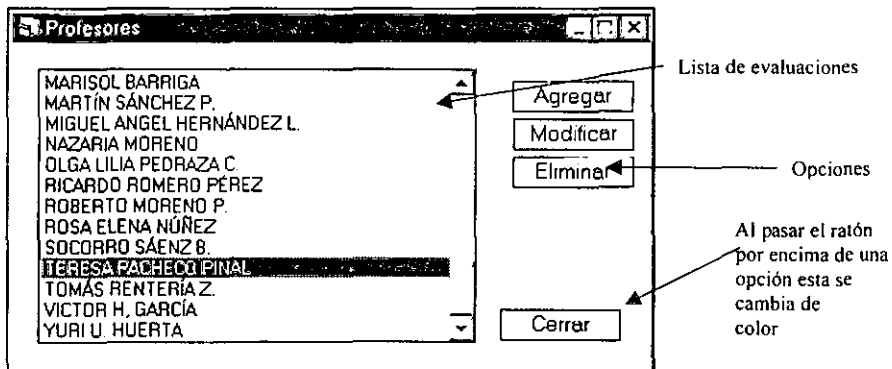 Profesores
MARISOL BARRIGA
MARTÍN SÁNCHEZ P.
MIGUEL ANGEL HERNÁNDEZ L.
NAZARIA MORENO
OLGA LILIA PEDRAZA C.
RICARDO ROMERO PÉREZ
ROBERTO MORENO P.
ROSA ELENA NÚÑEZ
SOCORRO SÁENZ B.
TERESA PACHECO PINAL
TOMÁS RENTERÍA Z.
VICTOR H. GARCÍA
YURI U. HUERTA
Agregar
Modificar
Eliminar
Cerrar
Lista de evaluaciones
Opciones
Al pasar el ratón
por encima de una
opción esta se
cambia de
color